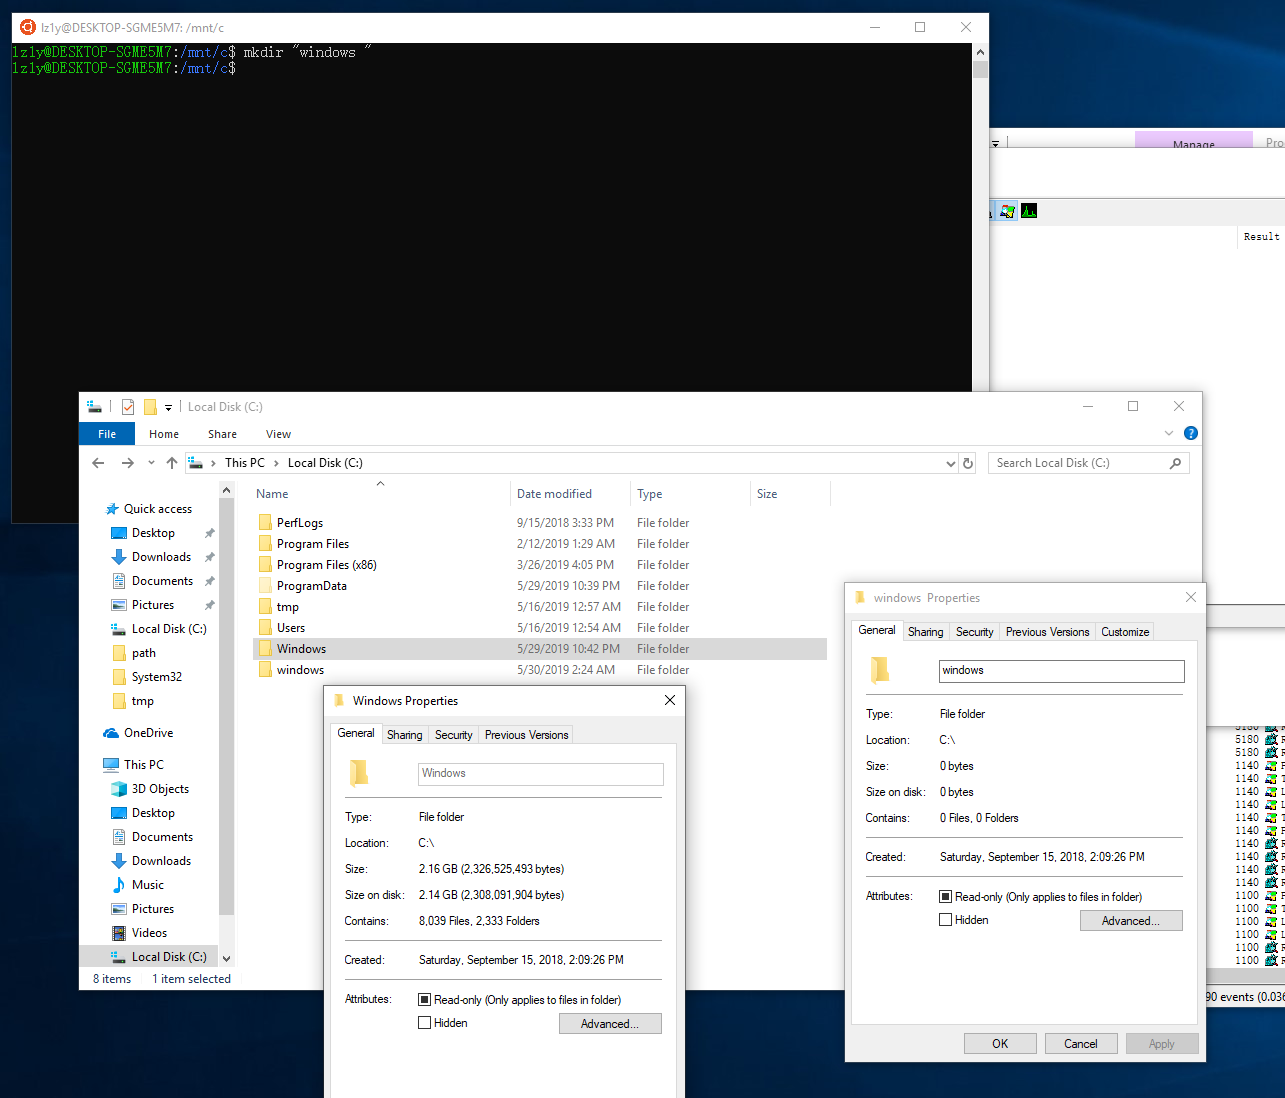 lz1y@DESKTOP-SGME5M7: /mnt/c
lz1y@DESKTOP-SGME5M7:/mnt/c$ mkdir "windows "
lz1y@DESKTOP-SGME5M7:/mnt/c$
Manage
Result
Local Disk (C:)
File Home Share View
This PC > Local Disk (C:)
Search Local Disk (C:)
Name Date modified Type Size
PerfLogs 9/15/2018 3:33 PM File folder
Program Files 2/12/2019 1:29 AM File folder
Program Files (x86) 3/26/2019 4:05 PM File folder
ProgramData 5/29/2019 10:39 PM File folder
tmp 5/16/2019 12:57 AM File folder
Users 5/16/2019 12:54 AM File folder
Windows 5/29/2019 10:42 PM File folder
windows 5/30/2019 2:24 AM File folder
Quick access
Desktop
Downloads
Documents
Pictures
Local Disk (C:)
path
System32
tmp
OneDrive
This PC
3D Objects
Desktop
Documents
Downloads
Music
Pictures
Videos
Local Disk (C:)
8 items 1 item selected
Windows Properties
General Sharing Security Previous Versions
Windows
Type: File folder
Location: C:\
Size: 2.16 GB (2,326,525,493 bytes)
Size on disk: 2.14 GB (2,308,091,904 bytes)
Contains: 8,039 Files, 2,333 Folders
Created: Saturday, September 15, 2018, 2:09:26 PM
Attributes: Read-only (Only applies to files in folder)
Hidden Advanced...
windows  Properties
General Sharing Security Previous Versions Customize
windows
Type: File folder
Location: C:\
Size: 0 bytes
Size on disk: 0 bytes
Contains: 0 Files, 0 Folders
Created: Saturday, September 15, 2018, 2:09:26 PM
Attributes: Read-only (Only applies to files in folder)
Hidden Advanced...
OK Cancel Apply
5180
5180
5180
1140
1140
1140
1140
1140
1140
1140
1140
1140
1140
1100
1100
1100
1100
1100
1100
90 events (0.036